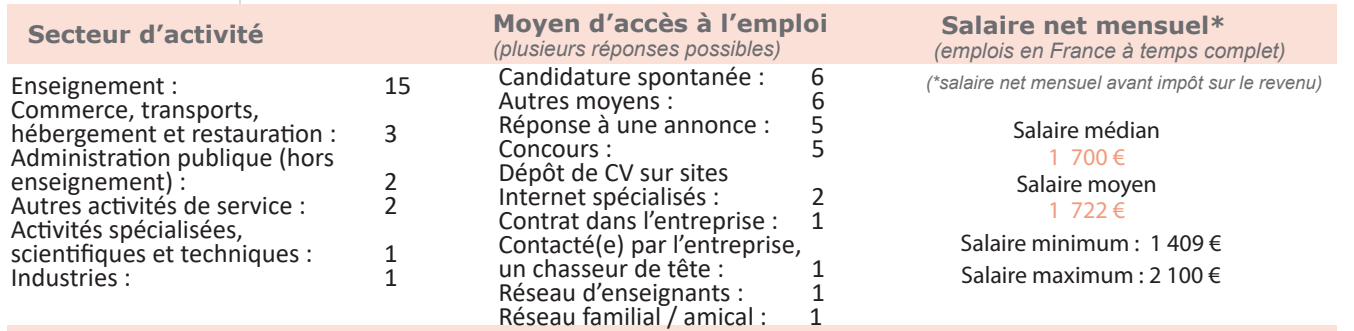 Secteur d’activité
Enseignement : 15
Commerce, transports,
hébergement et restauration : 3
Administration publique (hors
enseignement) : 2
Autres activités de service : 2
Activités spécialisées,
scientifiques et techniques : 1
Industries : 1
Moyen d’accès à l’emploi
(plusieurs réponses possibles)
Candidature spontanée : 6
Autres moyens : 6
Réponse à une annonce : 5
Concours : 5
Dépôt de CV sur sites
Internet spécialisés : 2
Contrat dans l’entreprise : 1
Contacté(e) par l’entreprise,
un chasseur de tête : 1
Réseau d’enseignants : 1
Réseau familial / amical : 1
Salaire net mensuel*
(emplois en France à temps complet)
(*salaire net mensuel avant impôt sur le revenu)
Salaire médian
1 700 €
Salaire moyen
1 722 €
Salaire minimum : 1 409 €
Salaire maximum : 2 100 €